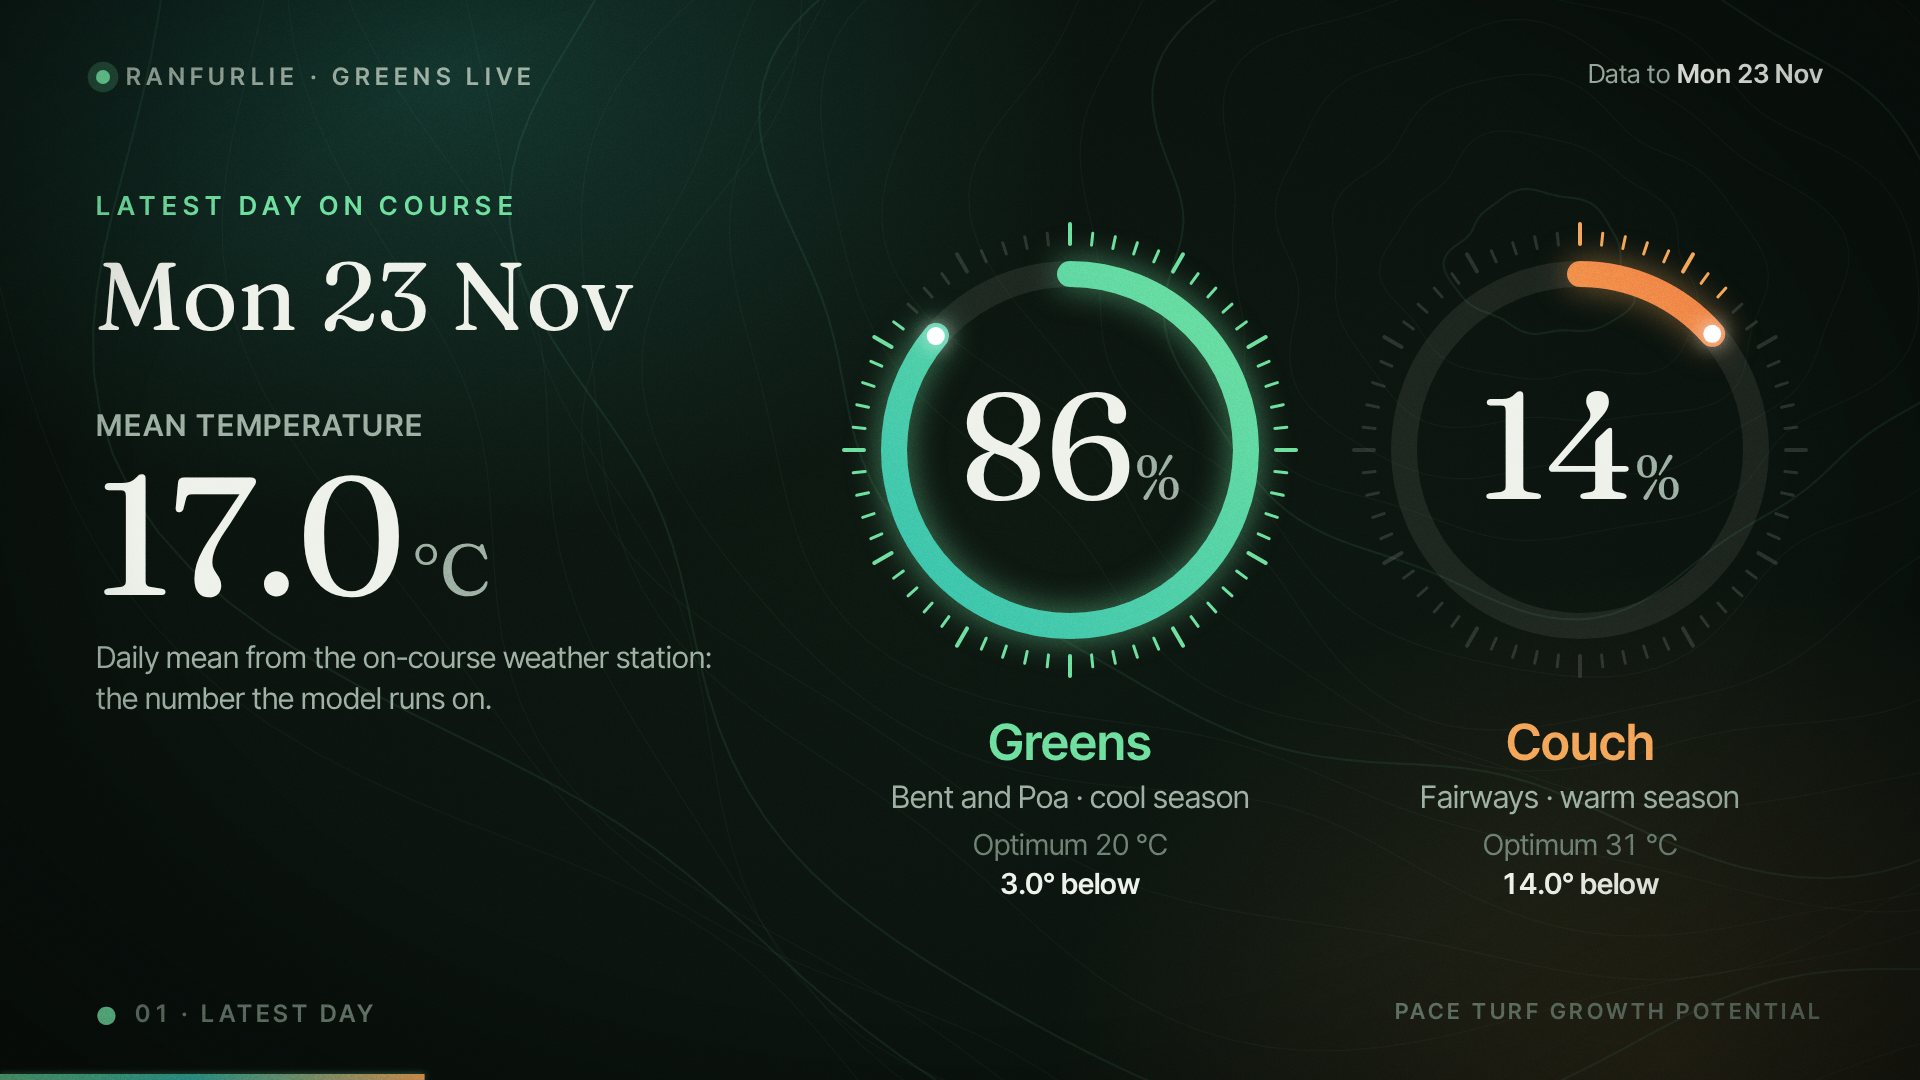 RANFURLIE · GREENS LIVE
Data to Mon 23 Nov
LATEST DAY ON COURSE
Mon 23 Nov
MEAN TEMPERATURE
17.0 °C
Daily mean from the on-course weather station:
the number the model runs on.
86%
Greens
Bent and Poa · cool season
Optimum 20 °C
3.0° below
14%
Couch
Fairways · warm season
Optimum 31 °C
14.0° below
01 · LATEST DAY
PACE TURF GROWTH POTENTIAL